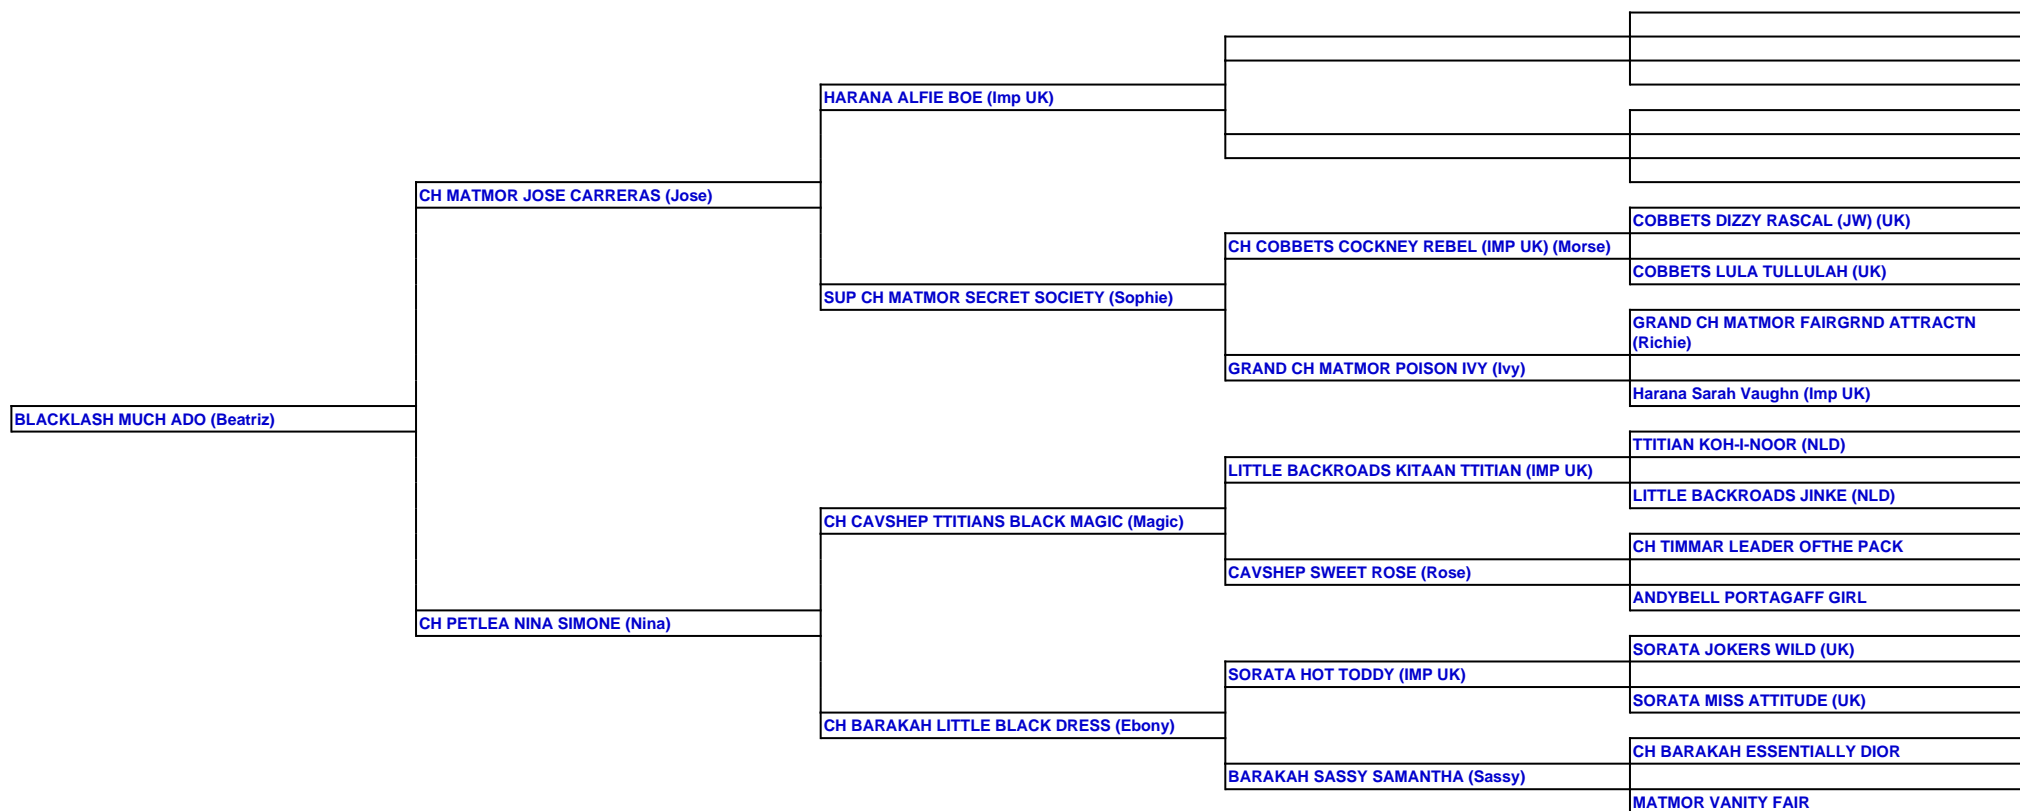 HARANA ALFIE BOE (Imp UK)
CH MATMOR JOSE CARRERAS (Jose)
COBBETS DIZZY RASCAL (JW) (UK)
CH COBBETS COCKNEY REBEL (IMP UK) (Morse)
COBBETS LULA TULLULAH (UK)
SUP CH MATMOR SECRET SOCIETY (Sophie)
GRAND CH MATMOR FAIRGRND ATTRACTN
(Richie)
GRAND CH MATMOR POISON IVY (Ivy)
Harana Sarah Vaughn (Imp UK)
BLACKLASH MUCH ADO (Beatriz)
TTITIAN KOH-I-NOOR (NLD)
LITTLE BACKROADS KITAAN TTITIAN (IMP UK)
LITTLE BACKROADS JINKE (NLD)
CH CAVSHEP TTITIANS BLACK MAGIC (Magic)
CH TIMMAR LEADER OFTHE PACK
CAVSHEP SWEET ROSE (Rose)
ANDYBELL PORTAGAFF GIRL
CH PETLEA NINA SIMONE (Nina)
SORATA JOKERS WILD (UK)
SORATA HOT TODDY (IMP UK)
SORATA MISS ATTITUDE (UK)
CH BARAKAH LITTLE BLACK DRESS (Ebony)
CH BARAKAH ESSENTIALLY DIOR
BARAKAH SASSY SAMANTHA (Sassy)
MATMOR VANITY FAIR